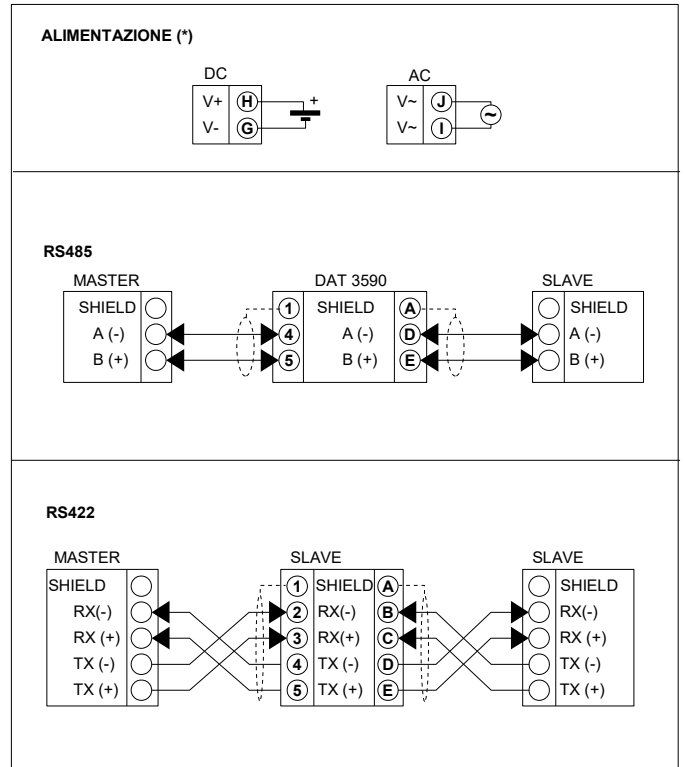 ALIMENTAZIONE (*)
DC
V+ H +
V- G
AC
V~ J
V~ I ~
RS485
MASTER DAT 3590 SLAVE
SHIELD 1 SHIELD A SHIELD
A (-) 4 A (-) D A (-)
B (+) 5 B (+) E B (+)
RS422
MASTER SLAVE SLAVE
SHIELD 1 SHIELD A SHIELD
RX(-) 2 RX(-) B RX(-)
RX (+) 3 RX(+) C RX (+)
TX (-) 4 TX (-) D TX (-)
TX (+) 5 TX (+) E TX (+)